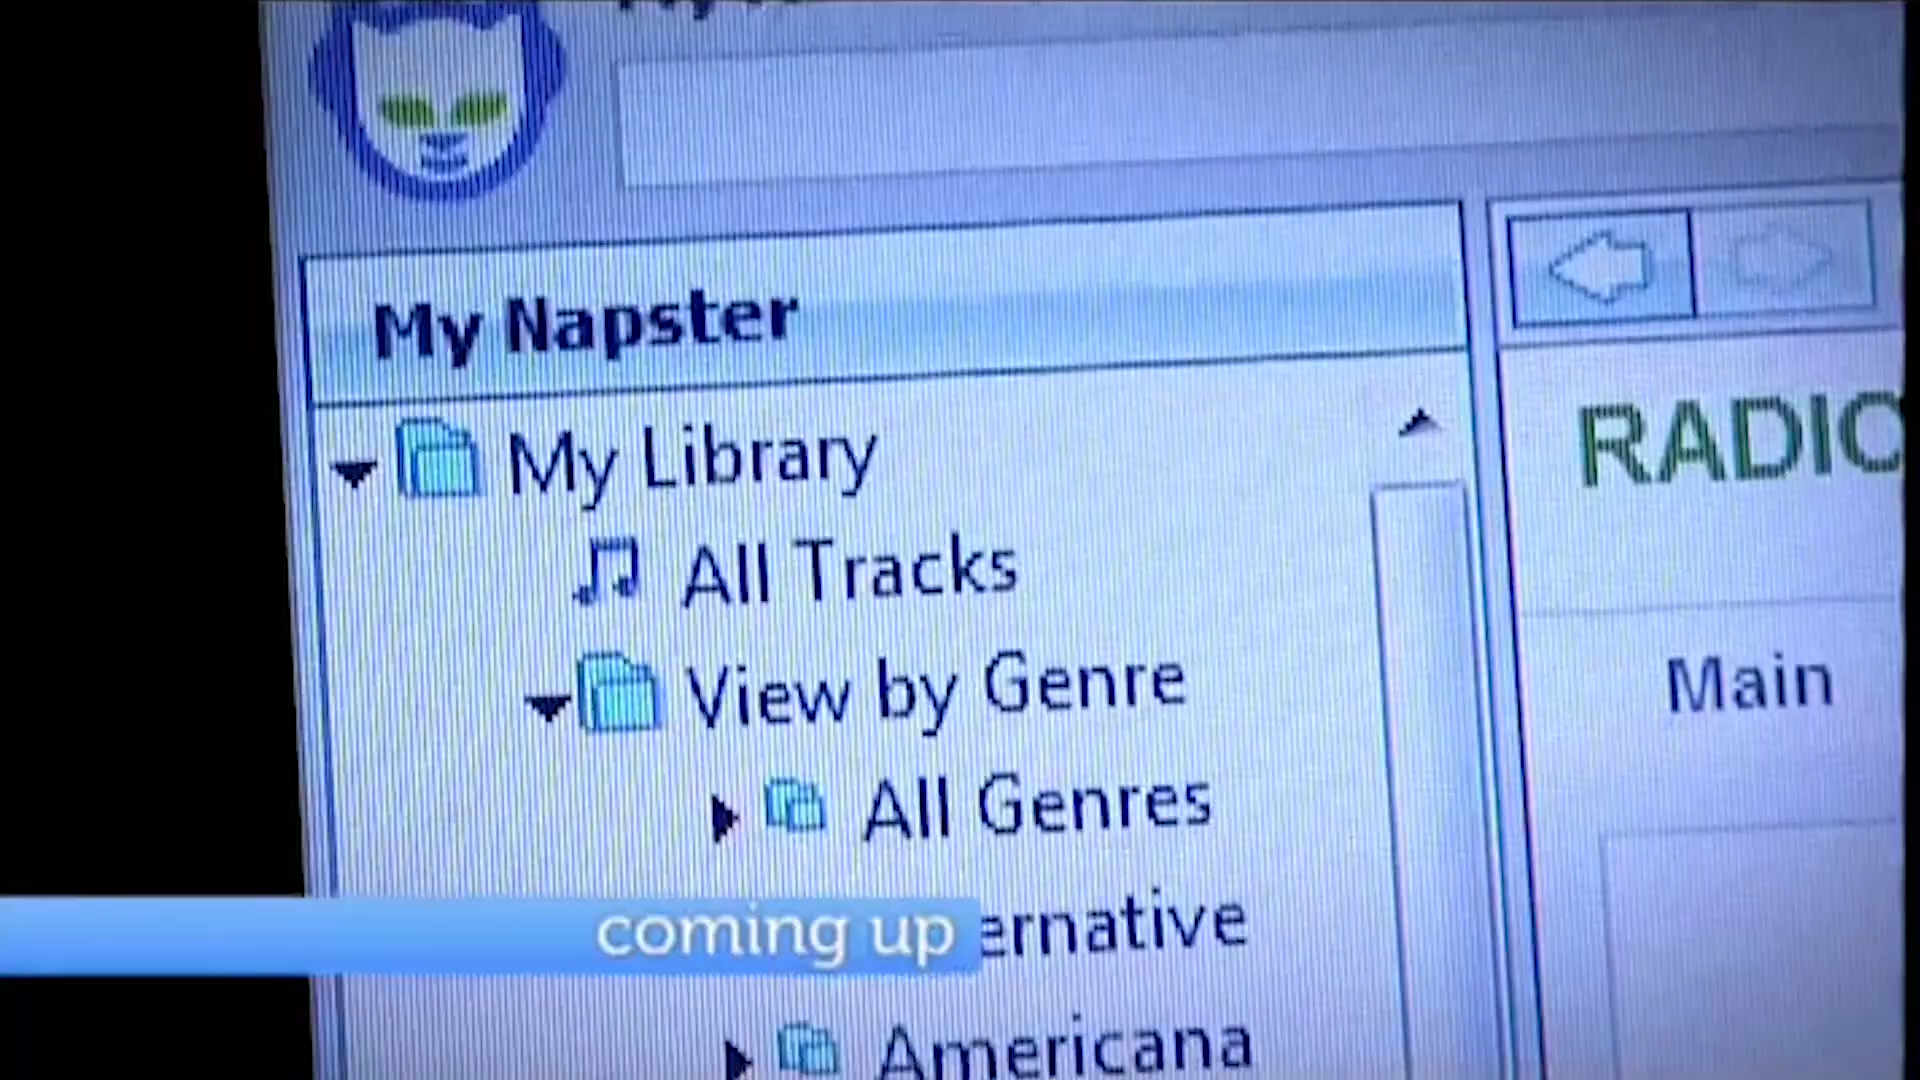 My Napster
My Library
All Tracks
View by Genre
All Genres
ernative
Americana
RADIO
Main
coming up